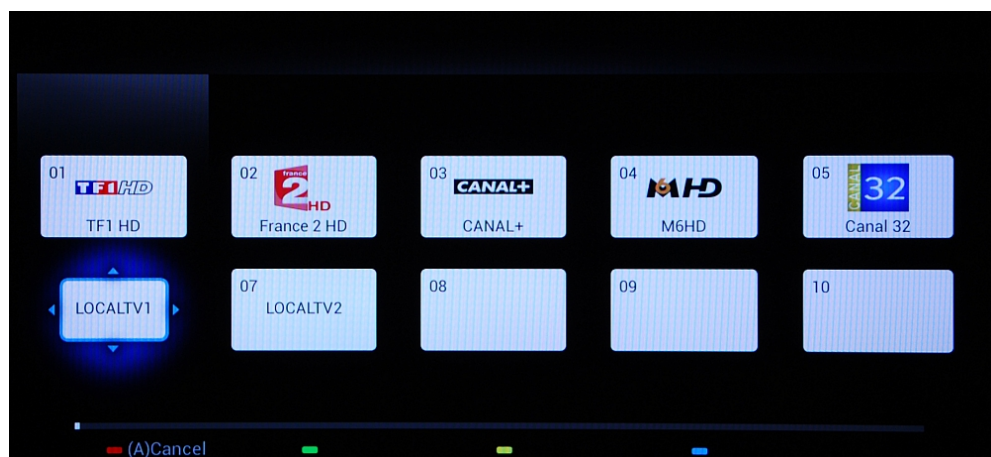 01
TF1 HD
TF1 HD
02
france
2 HD
France 2 HD
03
CANAL+
CANAL+
04
M6 HD
M6HD
05
CANAL 32
Canal 32
LOCALTV1
07
LOCALTV2
08
09
10
(A)Cancel